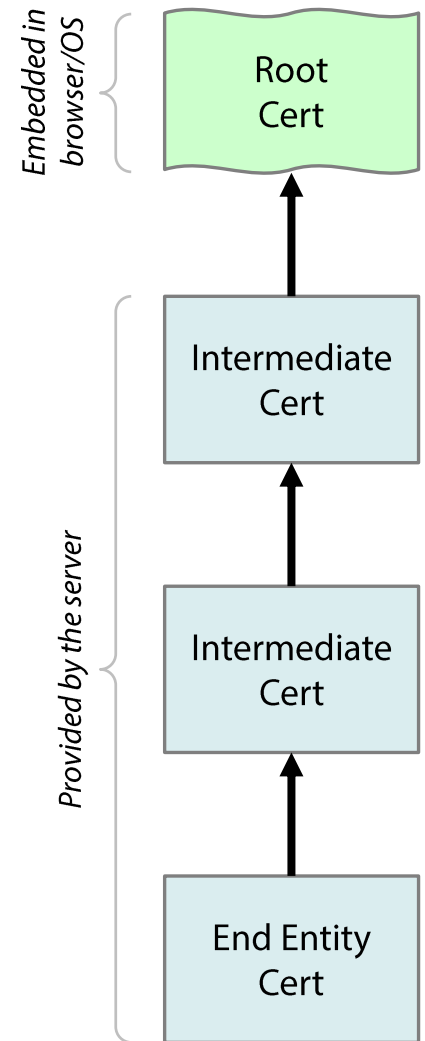 Embedded in
browser/OS
Root
Cert
Intermediate
Cert
Provided by the server
Intermediate
Cert
End Entity
Cert